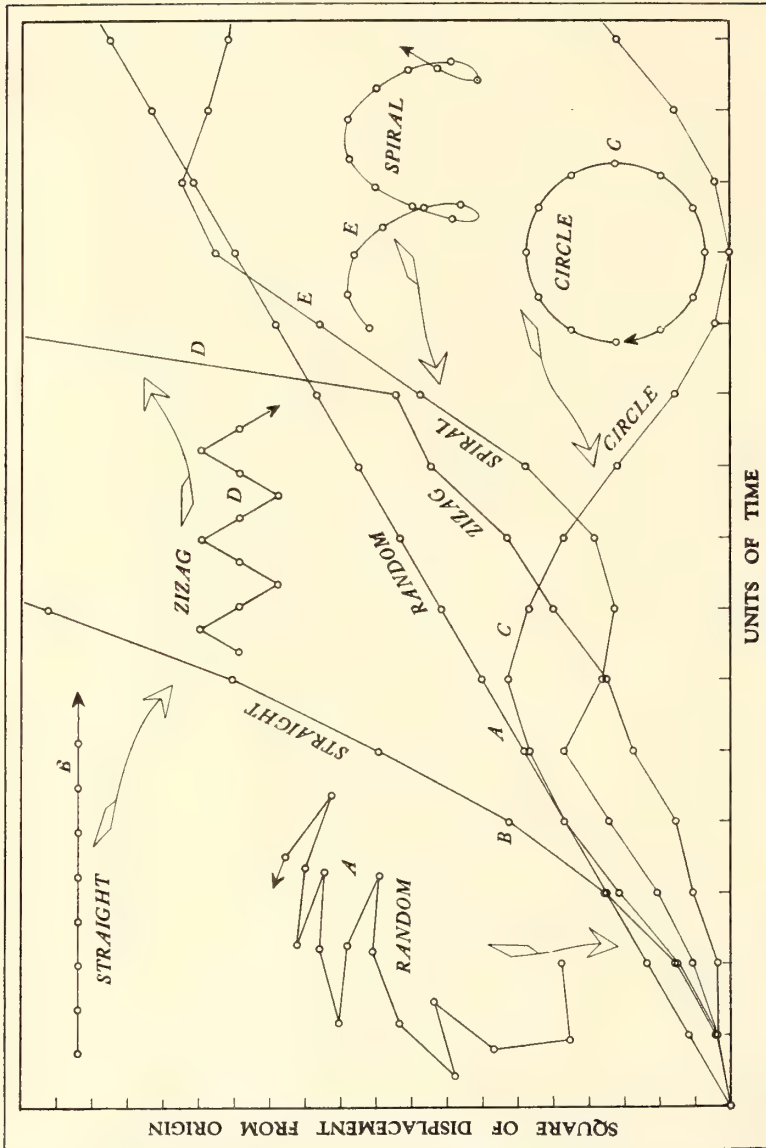 SQUARE OF DISPLACEMENT FROM ORIGIN
STRAIGHT
B
STRAIGHT
B
RANDOM
A
A
RANDOM
ZIZAG
D
D
ZIZAG
SPIRAL
E
E
SPIRAL
CIRCLE
C
C
CIRCLE
UNITS OF TIME